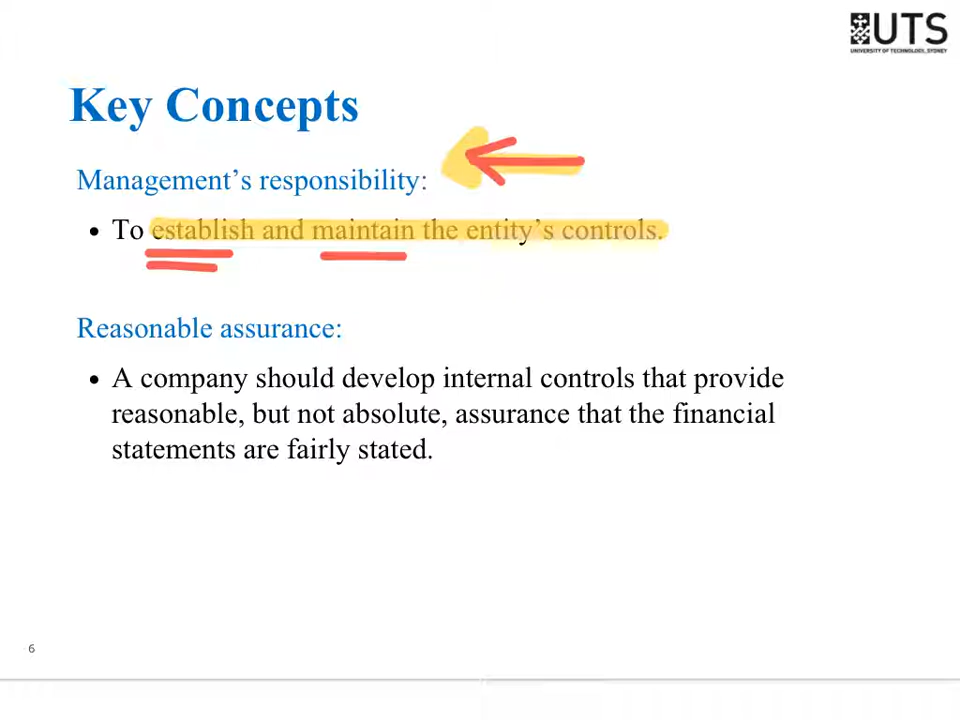 UTS
UNIVERSITY OF TECHNOLOGY, SYDNEY
Key Concepts
Management’s responsibility:
• To establish and maintain the entity’s controls.
Reasonable assurance:
• A company should develop internal controls that provide
reasonable, but not absolute, assurance that the financial
statements are fairly stated.
6